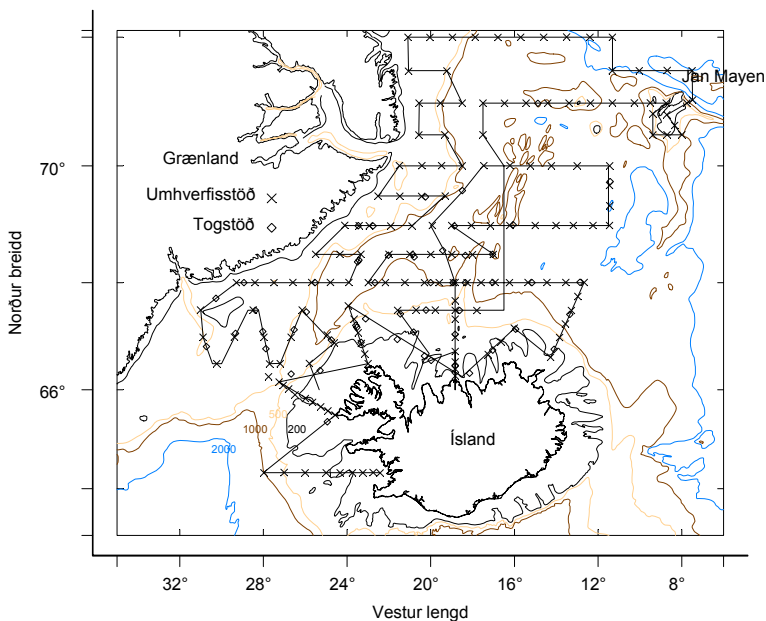 Jan Mayen
Grænland
Umhverfisstöð
Togstöð
70°
Norður breidd
66°
500
1000
200
2000
Ísland
32°
28°
24°
20°
16°
12°
8°
Vestur lengd